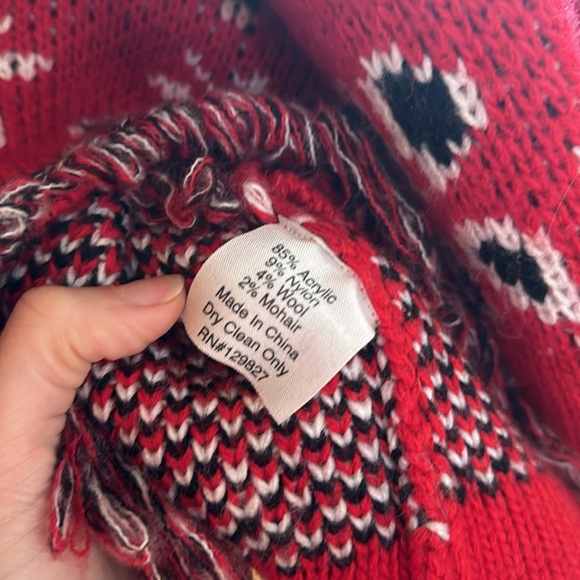 85% Acrylic
9% Nylon
4% Wool
2% Mohair
Made In China
Dry Clean Only
RN#129827